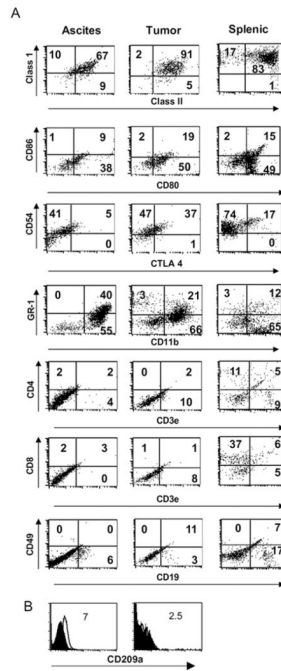 A
Ascites Tumor Splenic
Class 1
10 67 2 91 17
83
9 5 1
Class II
CD86
1 9 2 19 2 15
38 50 49
CD80
CD54
41 5 47 37 74 17
0 1 0
CTLA 4
GR-1
0 40 3 21 3 12
55 66 65
CD11b
CD4
2 2 0 2 11 5
4 10 9
CD3e
CD8
2 3 1 1 37 6
0 8 5
CD3e
CD49
0 0 0 11 0 7
6 3 17
CD19
B
7 2.5
CD209a